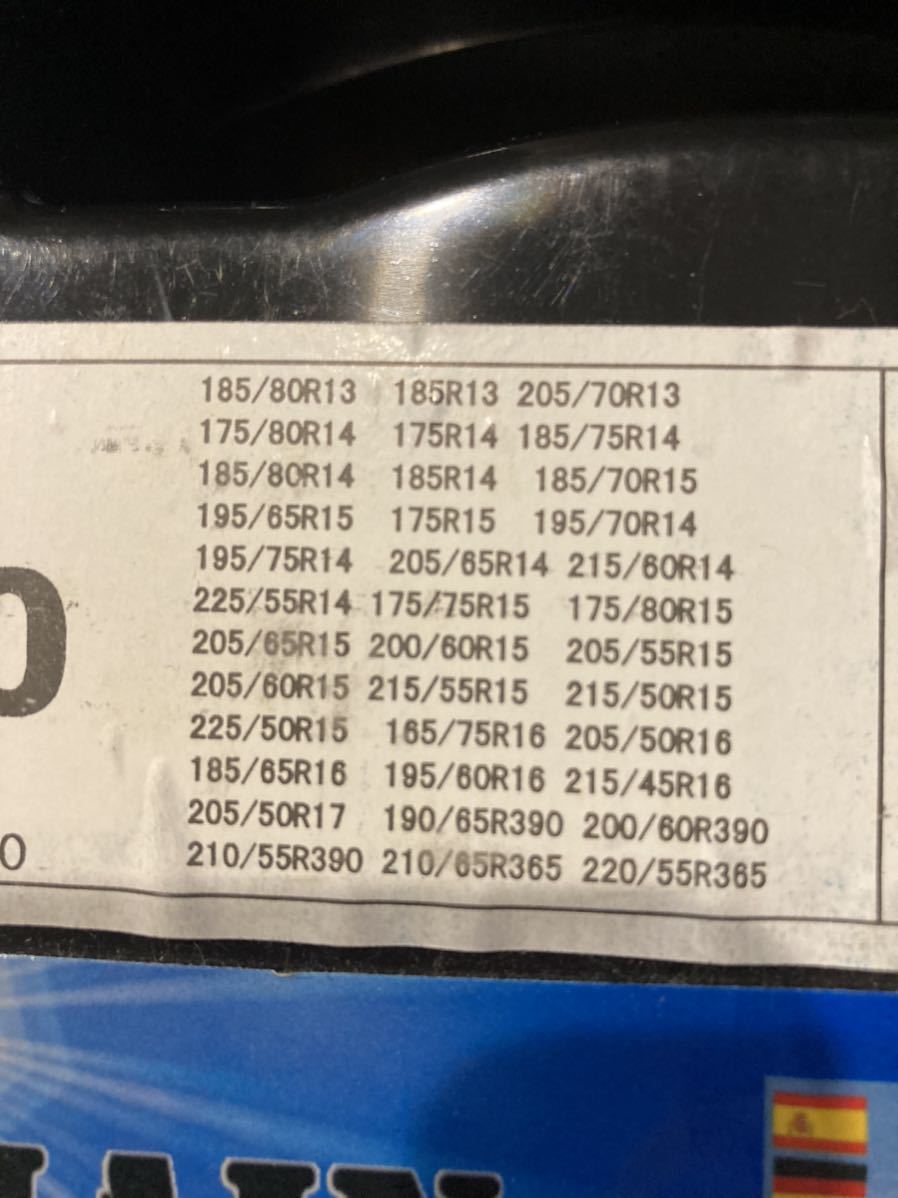 185/80R13 185R13 205/70R13
175/80R14 175R14 185/75R14
185/80R14 185R14 185/70R15
195/65R15 175R15 195/70R14
195/75R14 205/65R14 215/60R14
225/55R14 175/75R15 175/80R15
0
205/65R15 200/60R15 205/55R15
205/60R15 215/55R15 215/50R15
225/50R15 165/75R16 205/50R16
185/65R16 195/60R16 215/45R16
205/50R17 190/65R390 200/60R390
0
210/55R390 210/65R365 220/55R365